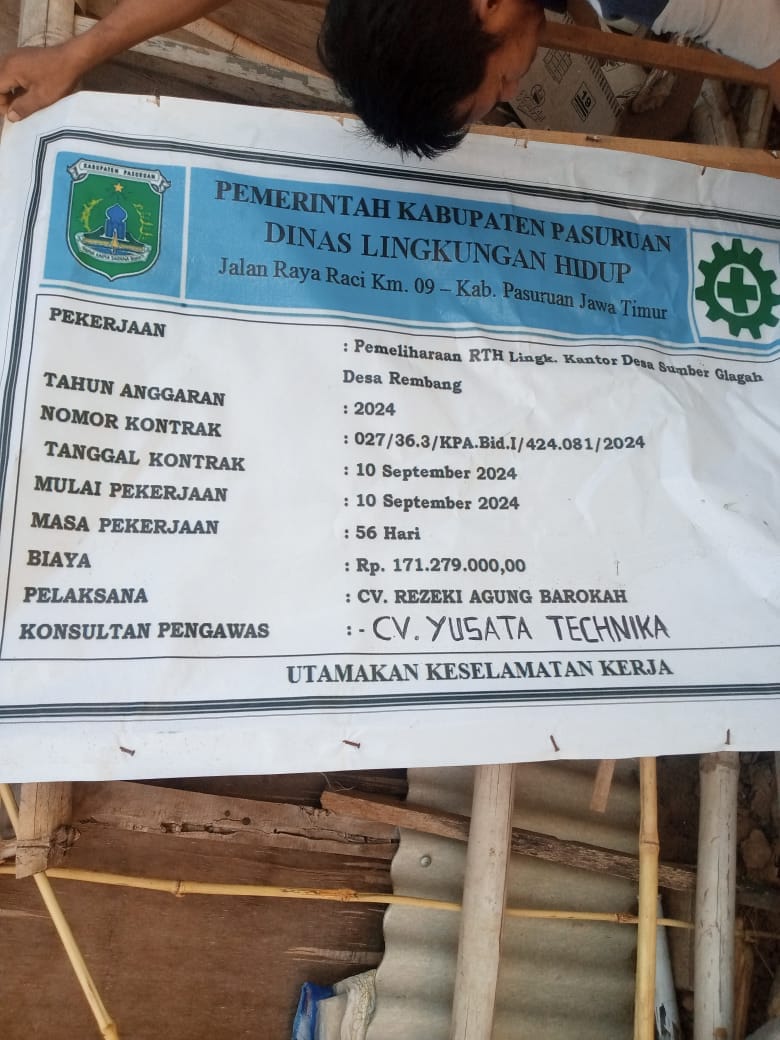 KABUPATEN PASURUAN
PEMERINTAH KABUPATEN PASURUAN
DINAS LINGKUNGAN HIDUP
Jalan Raya Raci Km. 09 – Kab. Pasuruan Jawa Timur
PEKERJAAN : Pemeliharaan RTH Lingk. Kantor Desa Sumber Glagah
Desa Rembang
TAHUN ANGGARAN : 2024
NOMOR KONTRAK : 027/36.3/KPA.Bid.I/424.081/2024
TANGGAL KONTRAK : 10 September 2024
MULAI PEKERJAAN : 10 September 2024
MASA PEKERJAAN : 56 Hari
BIAYA : Rp. 171.279.000,00
PELAKSANA : CV. REZEKI AGUNG BAROKAH
KONSULTAN PENGAWAS : - CV. YUSATA TECHNIKA
UTAMAKAN KESELAMATAN KERJA
19